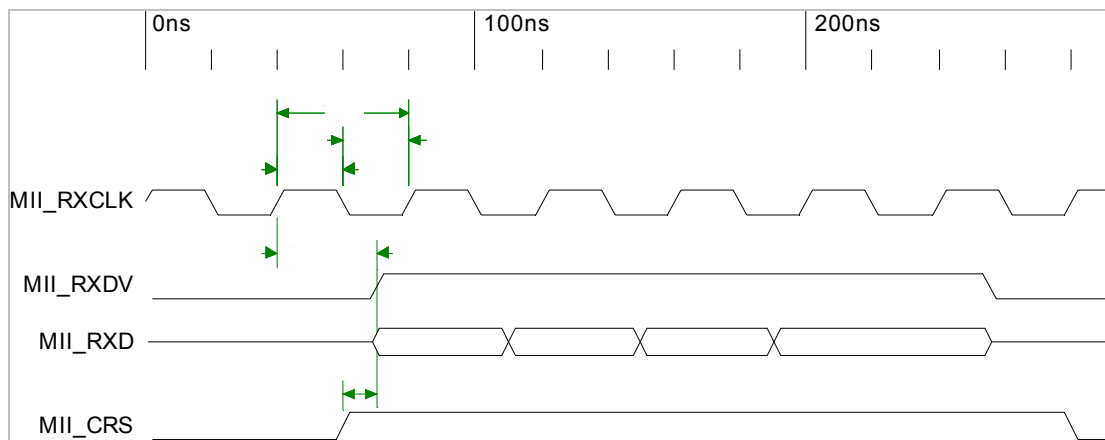 0ns 100ns 200ns
MII_RXCLK
MII_RXDV
MII_RXD
MII_CRS